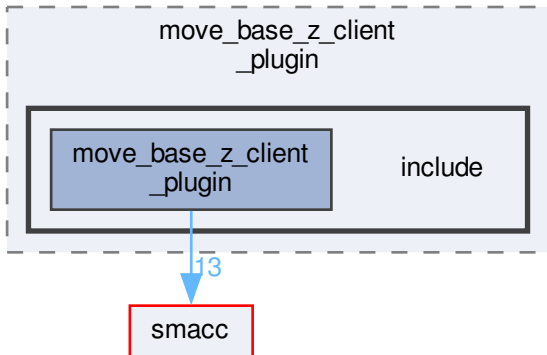 move_base_z_client
_plugin
move_base_z_client
_plugin
include
13
smacc